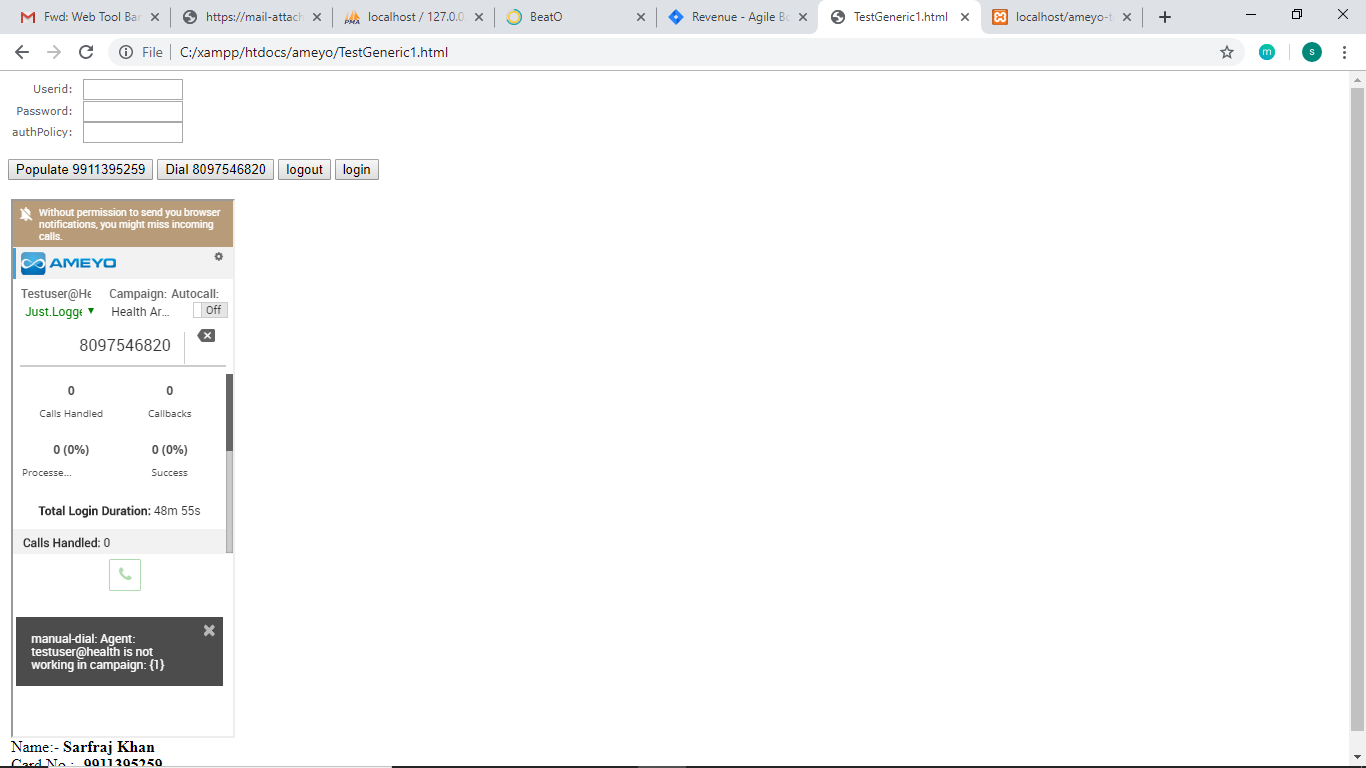 Fwd: Web Tool Bar
https://mail-attach
localhost / 127.0.0
BeatO
Revenue - Agile Bo
TestGeneric1.html
localhost/ameyo-t
File
C:/xampp/htdocs/ameyo/TestGeneric1.html
m
s
Userid:
Password:
authPolicy:
Populate 9911395259
Dial 8097546820
logout
login
Without permission to send you browser
notifications, you might miss incoming
calls.
AMEYO
Testuser@He
Campaign:
Autocall:
Just.Logge
Health Ar...
Off
8097546820
0
0
Calls Handled
Callbacks
0 (0%)
0 (0%)
Processe...
Success
Total Login Duration: 48m 55s
Calls Handled: 0
manual-dial: Agent:
testuser@health is not
working in campaign: {1}
Name:- Sarfraj Khan
Card No :- 9911395259